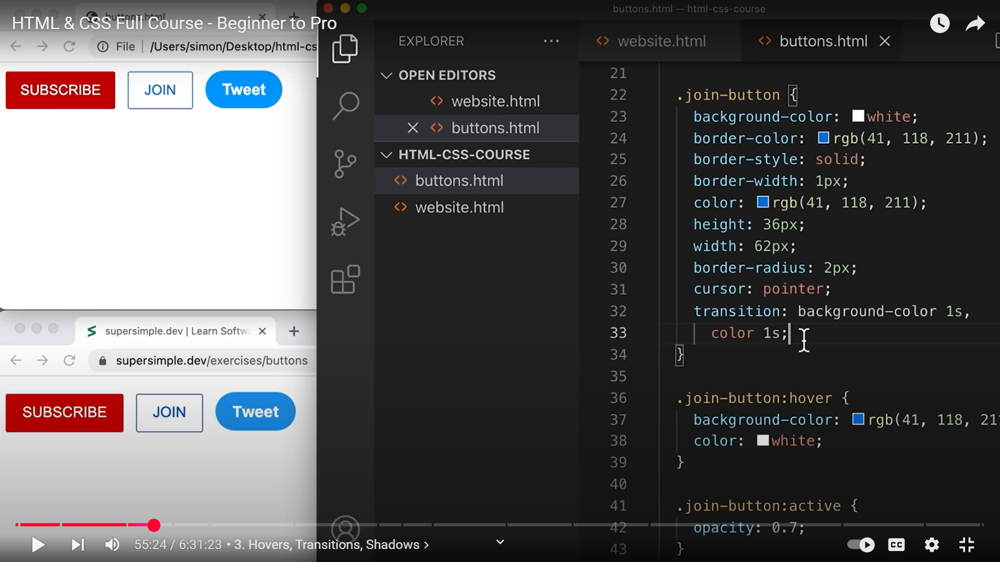 buttons.html
HTML & CSS Full Course - Beginner to Pro
File
/Users/simon/Desktop/html-cs
SUBSCRIBE
JOIN
Tweet
supersimple.dev | Learn Softwa
supersimple.dev/exercises/buttons
SUBSCRIBE
JOIN
Tweet
buttons.html — html-css-course
EXPLORER
OPEN EDITORS
website.html
buttons.html
HTML-CSS-COURSE
buttons.html
website.html
website.html
buttons.html
21
22 .join-button {
23 background-color: white;
24 border-color: rgb(41, 118, 211);
25 border-style: solid;
26 border-width: 1px;
27 color: rgb(41, 118, 211);
28 height: 36px;
29 width: 62px;
30 border-radius: 2px;
31 cursor: pointer;
32 transition: background-color 1s,
33 color 1s;
34 }
35
36 .join-button:hover {
37 background-color: rgb(41, 118, 211
38 color: white;
39 }
40
41 .join-button:active {
42 opacity: 0.7;
43 }
55:24 / 6:31:23 • 3. Hovers, Transitions, Shadows
CC